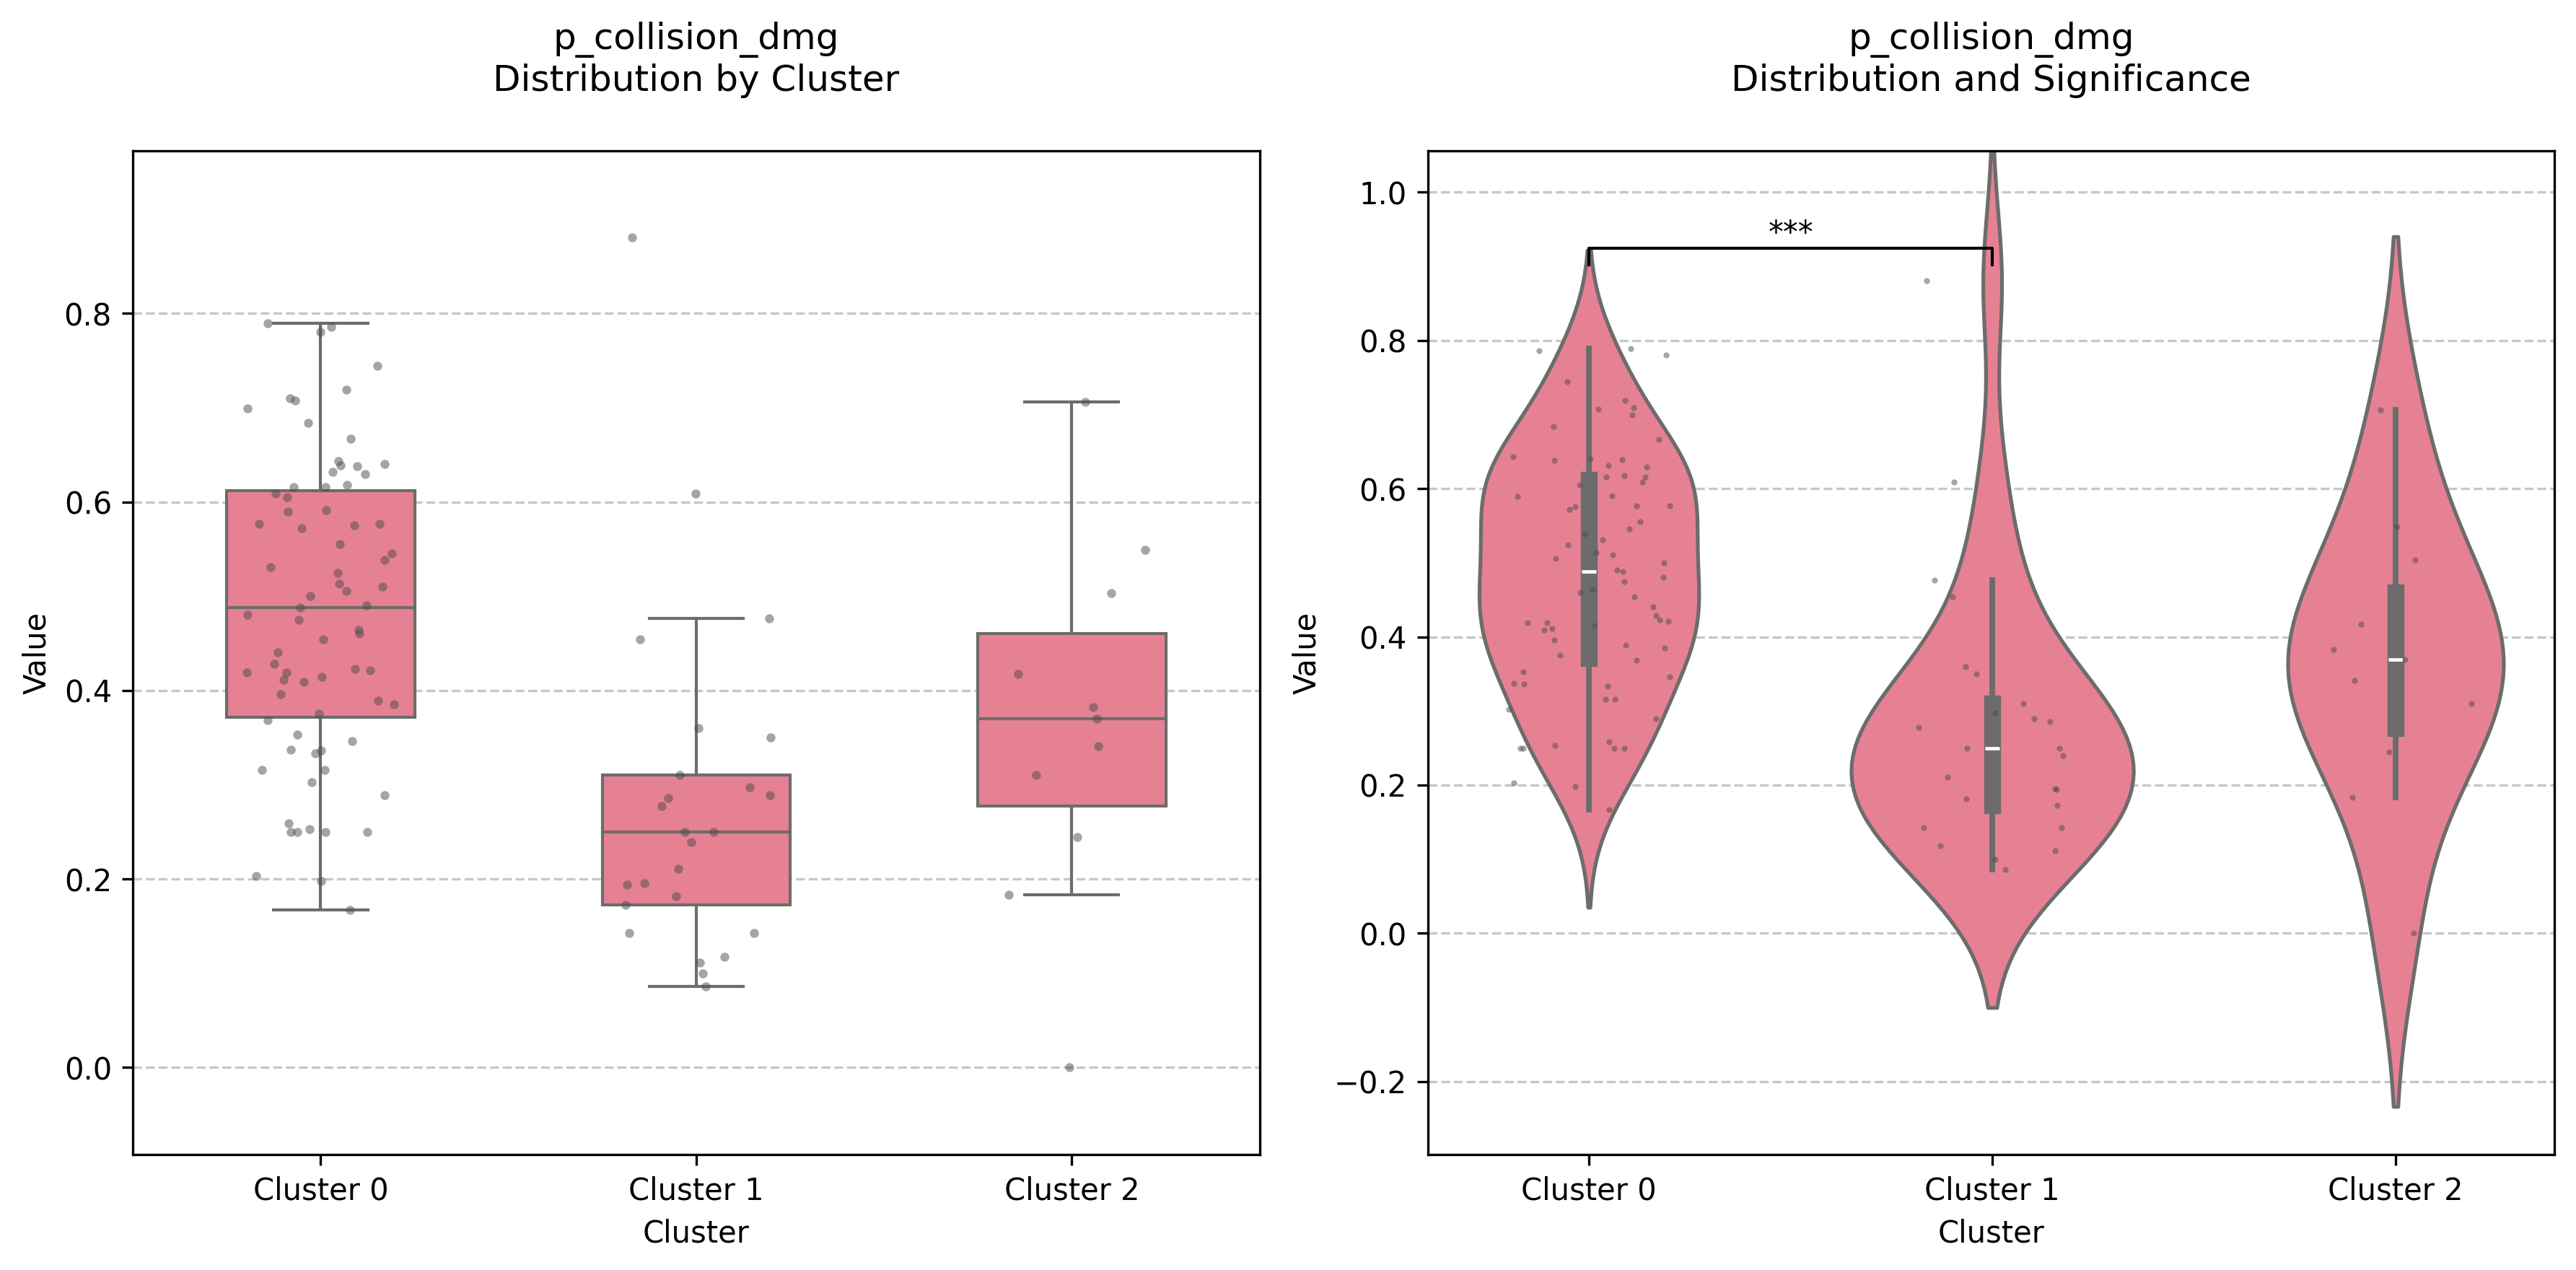 p_collision_dmg
Distribution by Cluster
Value
0.8
0.6
0.4
0.2
0.0
Cluster 0
Cluster 1
Cluster 2
Cluster
p_collision_dmg
Distribution and Significance
Value
1.0
0.8
0.6
0.4
0.2
0.0
−0.2
***
Cluster 0
Cluster 1
Cluster 2
Cluster